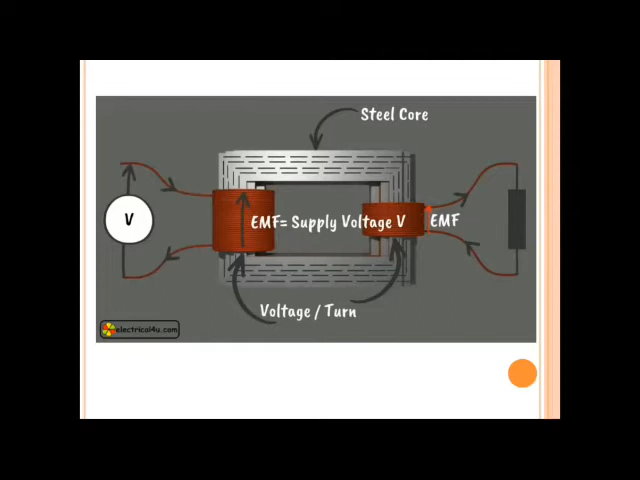 Steel Core
V
EMF= Supply Voltage V
EMF
Voltage / Turn
electrical4u.com